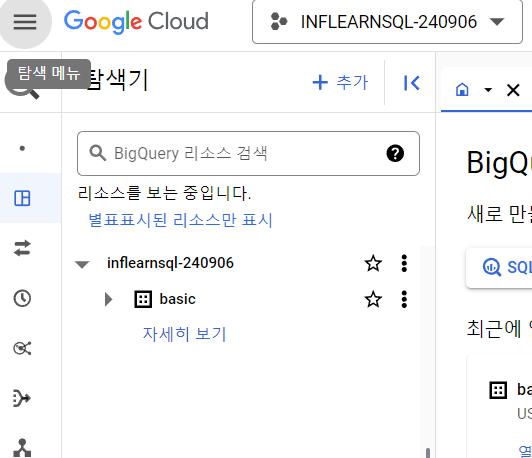 Google Cloud
INFLEARNSQL-240906
탐색 메뉴
탐색기
추가
BigQuery 리소스 검색
리소스를 보는 중입니다.
별표표시된 리소스만 표시
inflearnsql-240906
basic
자세히 보기
BigQu
새로 만
SQL
최근에
ba
US
열